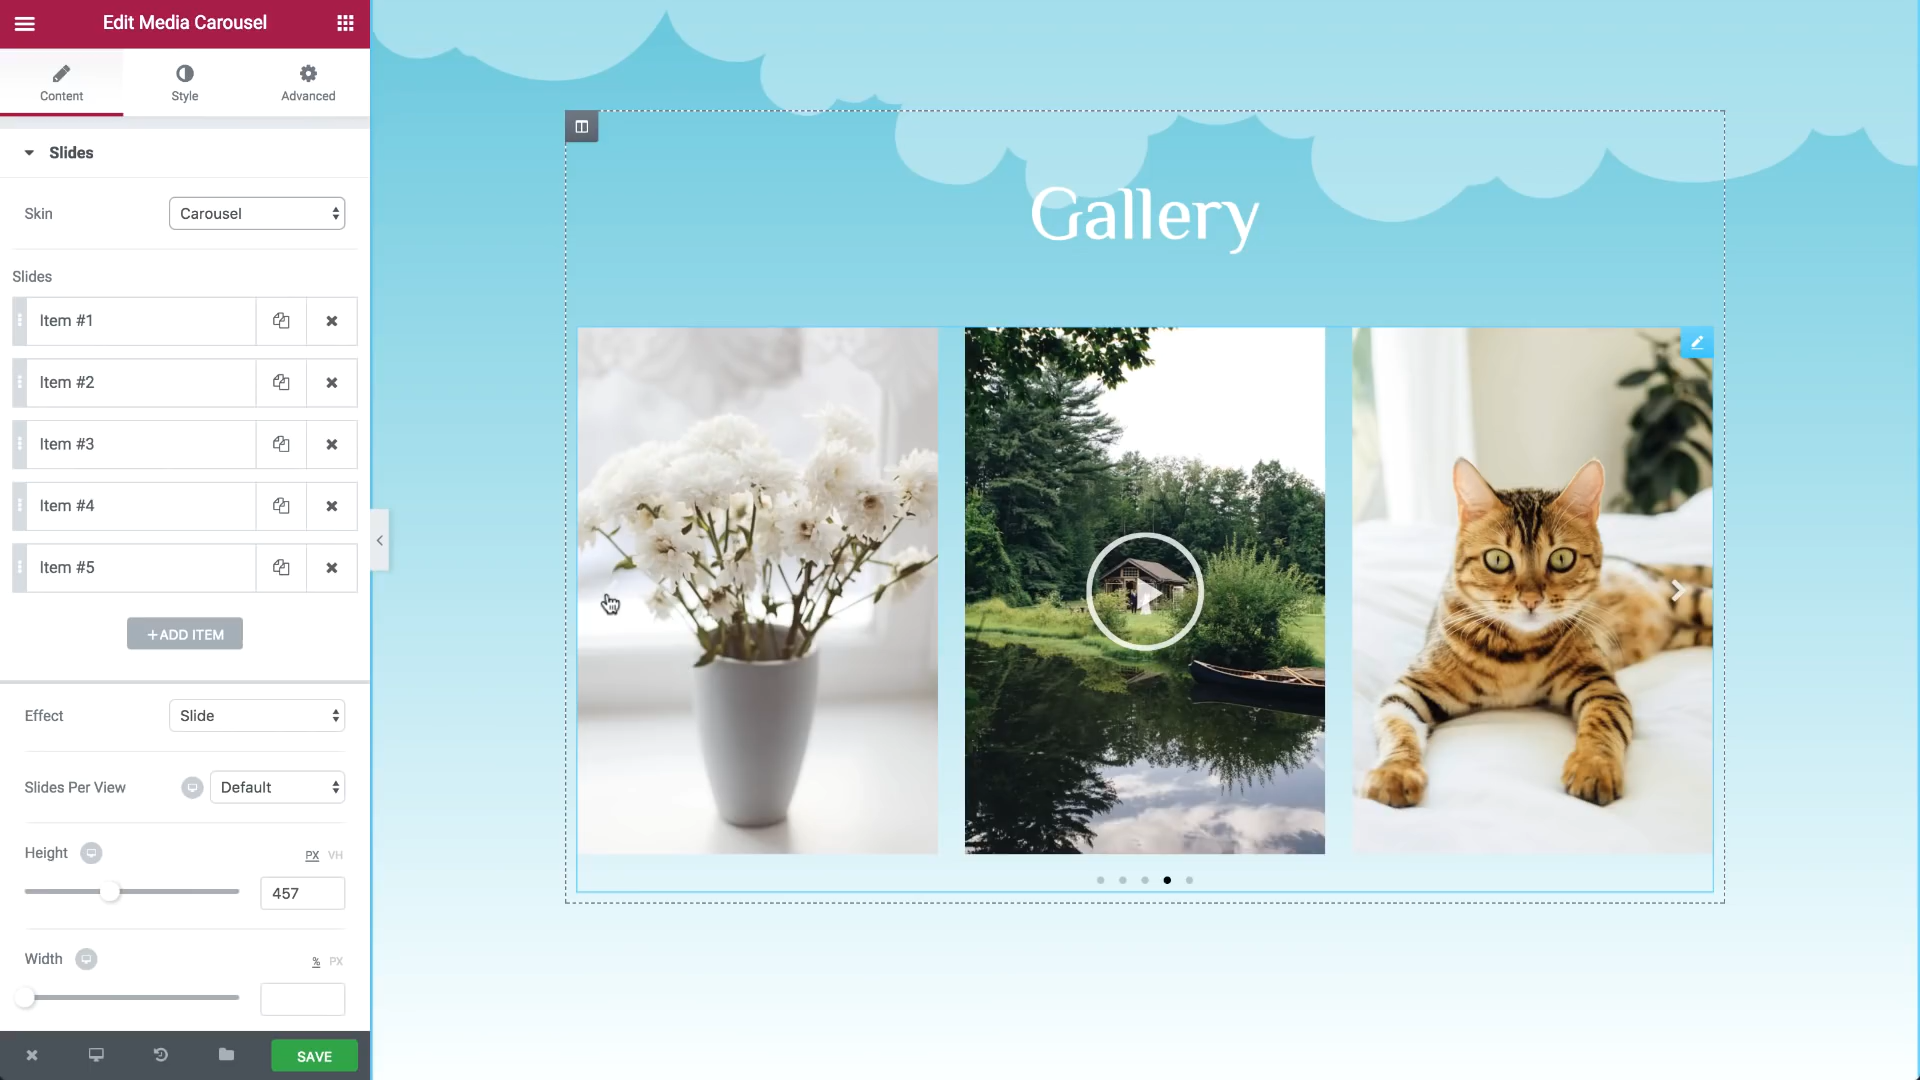 Edit Media Carousel
Content
Style
Advanced
Slides
Skin
Carousel
Slides
Item #1
Item #2
Item #3
Item #4
Item #5
+ADD ITEM
Effect
Slide
Slides Per View
Default
Height
PX VH
457
Width
% PX
SAVE
Gallery